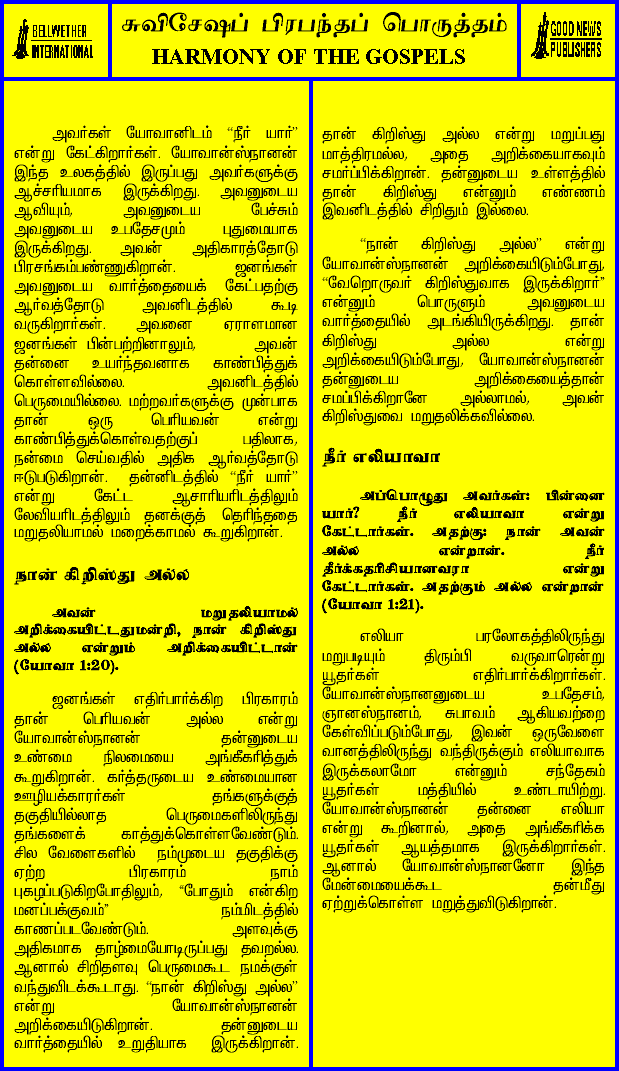 BELLWETHER
INTERNATIONAL
சுவிசேஷப் பிரபந்தப் பொருத்தம்
HARMONY OF THE GOSPELS
GOOD NEWS
PUBLISHERS
அவர்கள் யோவானிடம் “நீர் யார்”
என்று கேட்கிறார்கள். யோவான்ஸ்நானன்
இந்த உலகத்தில் இருப்பது அவர்களுக்கு
ஆச்சரியமாக இருக்கிறது. அவனுடைய
ஆவியும், அவனுடைய பேச்சும்
அவனுடைய உபதேசமும் புதுமையாக
இருக்கிறது. அவன் அதிகாரத்தோடு
பிரசங்கம்பண்ணுகிறான். ஜனங்கள்
அவனுடைய வார்த்தையைக் கேட்பதற்கு
ஆர்வத்தோடு அவனிடத்தில் கூடி
வருகிறார்கள். அவனை ஏராளமான
ஜனங்கள் பின்பற்றினாலும், அவன்
தன்னை உயர்ந்தவனாக காண்பித்துக்
கொள்ளவில்லை. அவனிடத்தில்
பெருமையில்லை. மற்றவர்களுக்கு முன்பாக
தான் ஒரு பெரியவன் என்று
காண்பித்துக்கொள்வதற்குப் பதிலாக,
நன்மை செய்வதில் அதிக ஆர்வத்தோடு
ஈடுபடுகிறான். தன்னிடத்தில் “நீர் யார்”
என்று கேட்ட ஆசாரியரிடத்திலும்
லேவியரிடத்திலும் தனக்குத் தெரிந்ததை
மறுதலியாமல் மறைக்காமல் கூறுகிறான்.
நான் கிறிஸ்து அல்ல
அவன் மறுதலியாமல்
அறிக்கையிட்டதுமன்றி, நான் கிறிஸ்து
அல்ல என்றும் அறிக்கையிட்டான்
(யோவா 1:20).
ஜனங்கள் எதிர்பார்க்கிற பிரகாரம்
தான் பெரியவன் அல்ல என்று
யோவான்ஸ்நானன் தன்னுடைய
உண்மை நிலமையை அங்கீகரித்துக்
கூறுகிறான். கர்த்தருடைய உண்மையான
ஊழியக்காரர்கள் தங்களுக்குத்
தகுதியில்லாத பெருமைகளிலிருந்து
தங்களைக் காத்துக்கொள்ளவேண்டும்.
சில வேளைகளில் நம்முடைய தகுதிக்கு
ஏற்ற பிரகாரம் நாம்
புகழப்படுகிறபோதிலும், “போதும் என்கிற
மனப்பக்குவம்” நம்மிடத்தில்
காணப்படவேண்டும். அளவுக்கு
அதிகமாக தாழ்மையோடிருப்பது தவறல்ல.
ஆனால் சிறிதளவு பெருமைகூட நமக்குள்
வந்துவிடக்கூடாது. “நான் கிறிஸ்து அல்ல”
என்று யோவான்ஸ்நானன்
அறிக்கையிடுகிறான். தன்னுடைய
வார்த்தையில் உறுதியாக இருக்கிறான்.
தான் கிறிஸ்து அல்ல என்று மறுப்பது
மாத்திரமல்ல, அதை அறிக்கையாகவும்
சமர்ப்பிக்கிறான். தன்னுடைய உள்ளத்தில்
தான் கிறிஸ்து என்னும் எண்ணம்
இவனிடத்தில் சிறிதும் இல்லை.
“நான் கிறிஸ்து அல்ல” என்று
யோவான்ஸ்நானன் அறிக்கையிடும்போது,
“வேறொருவர் கிறிஸ்துவாக இருக்கிறார்”
என்னும் பொருளும் அவனுடைய
வார்த்தையில் அடங்கியிருக்கிறது. தான்
கிறிஸ்து அல்ல என்று
அறிக்கையிடும்போது, யோவான்ஸ்நானன்
தன்னுடைய அறிக்கையைத்தான்
சமப்பிக்கிறானே அல்லாமல், அவன்
கிறிஸ்துவை மறுதலிக்கவில்லை.
நீர் எலியாவா
அப்பொழுது அவர்கள்: பின்னை
யார்? நீர் எலியாவா என்று
கேட்டார்கள். அதற்கு: நான் அவன்
அல்ல என்றான். நீர்
தீர்க்கதரிசியானவரா என்று
கேட்டார்கள். அதற்கும் அல்ல என்றான்
(யோவா 1:21).
எலியா பரலோகத்திலிருந்து
மறுபடியும் திரும்பி வருவாரென்று
யூதர்கள் எதிர்பார்க்கிறார்கள்.
யோவான்ஸ்நானனுடைய உபதேசம்,
ஞானஸ்நானம், சுபாவம் ஆகியவற்றை
கேள்விப்படும்போது, இவன் ஒருவேளை
வானத்திலிருந்து வந்திருக்கும் எலியாவாக
இருக்கலாமோ என்னும் சந்தேகம்
யூதர்கள் மத்தியில் உண்டாயிற்று.
யோவான்ஸ்நானன் தன்னை எலியா
என்று கூறினால், அதை அங்கீகரிக்க
யூதர்கள் ஆயத்தமாக இருக்கிறார்கள்.
ஆனால் யோவான்ஸ்நானனோ இந்த
மேன்மையைக்கூட தன்மீது
ஏற்றுக்கொள்ள மறுத்துவிடுகிறான்.